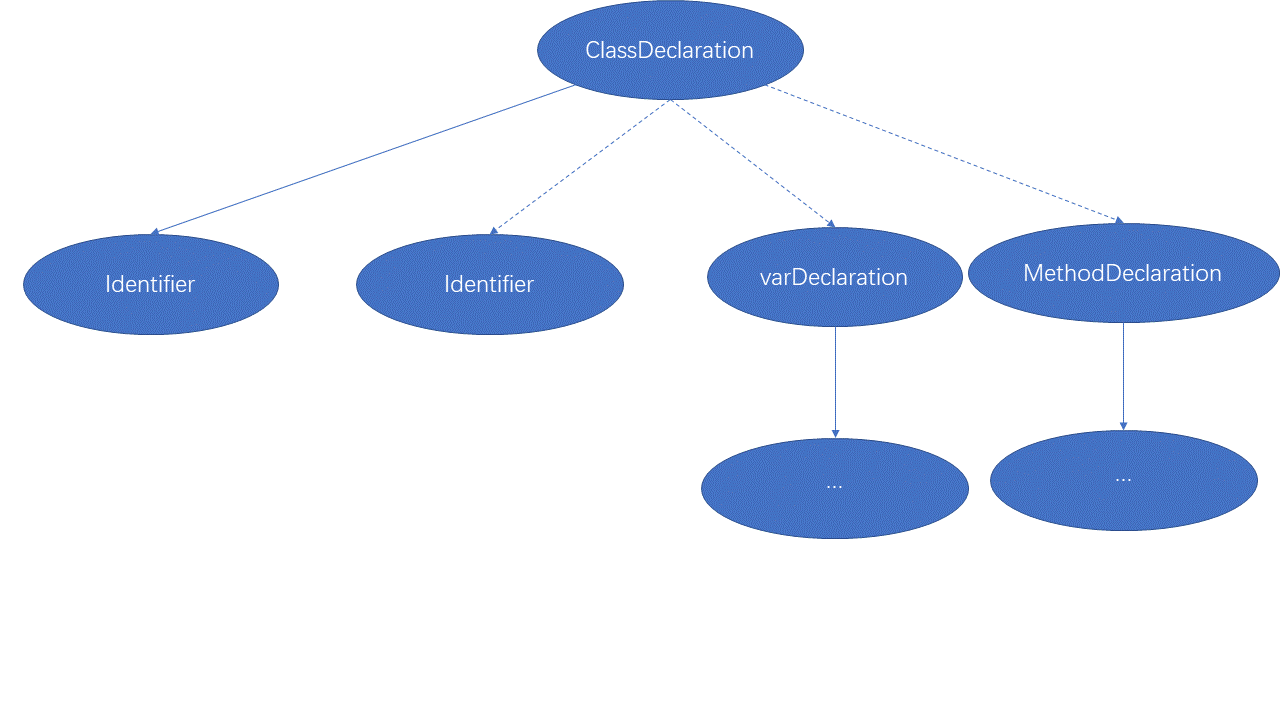 ClassDeclaration
Identifier
Identifier
varDeclaration
MethodDeclaration
...
...